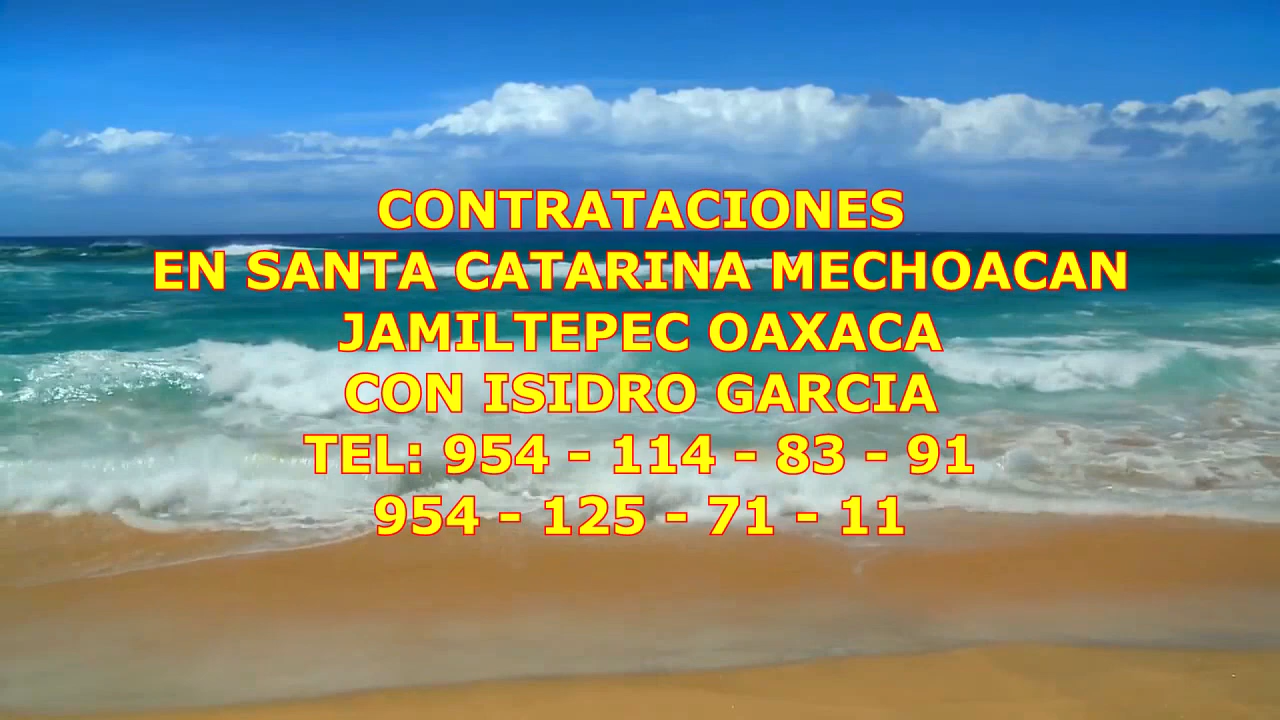 CONTRATACIONES
EN SANTA CATARINA MECHOACAN
JAMILTEPEC OAXACA
CON ISIDRO GARCIA
TEL: 954 - 114 - 83 - 91
954 - 125 - 71 - 11